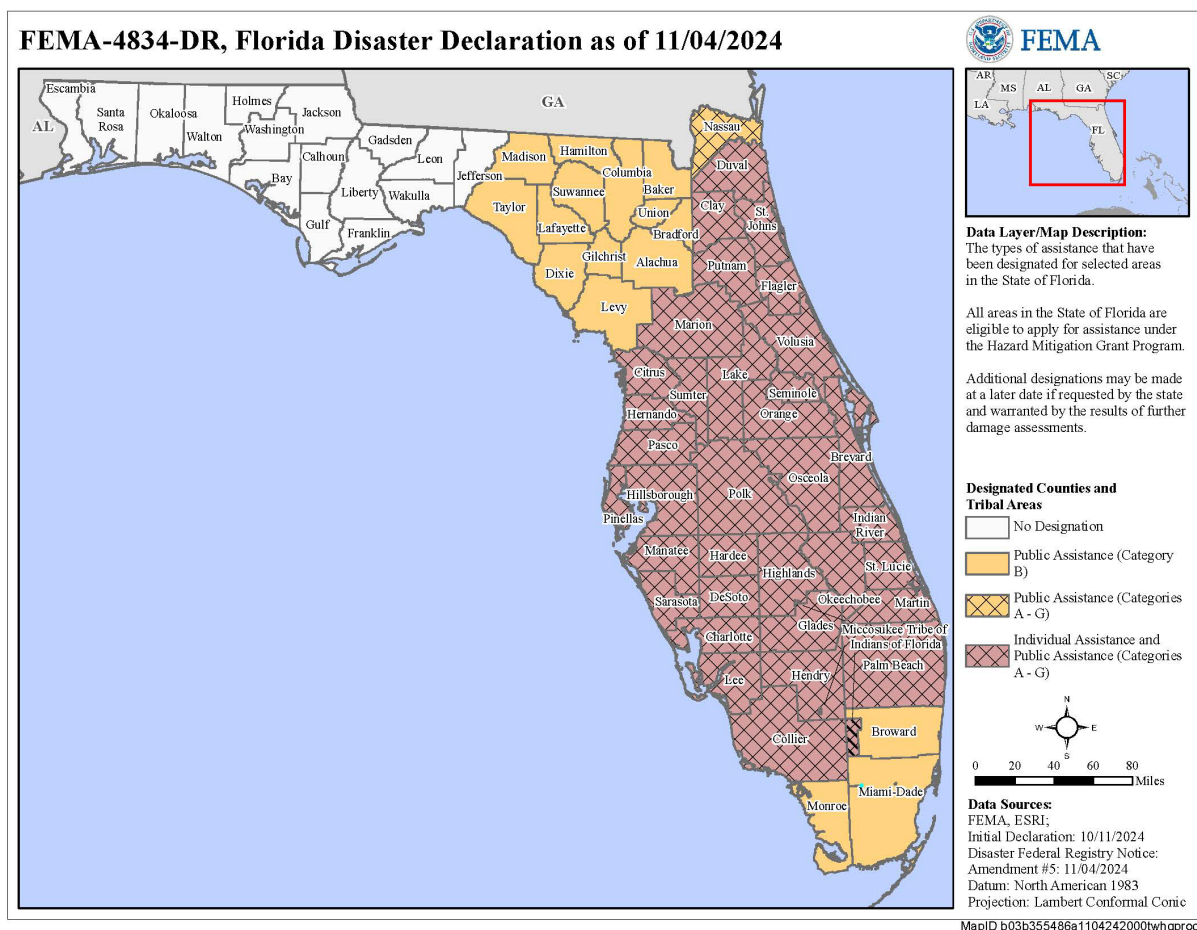 FEMA-4834-DR, Florida Disaster Declaration as of 11/04/2024
FEMA
Escambia
Santa
Rosa
Okaloosa
Walton
Holmes
Washington
Jackson
Bay
Calhoun
Gulf
Gadsden
Liberty
Franklin
Leon
Wakulla
Jefferson
AL
GA
Madison
Hamilton
Columbia
Baker
Nassau
Duval
Taylor
Suwannee
Lafayette
Union
Bradford
Clay
St.
Johns
Dixie
Gilchrist
Alachua
Putnam
Flagler
Levy
Marion
Volusia
Citrus
Sumter
Lake
Seminole
Hernando
Orange
Pasco
Brevard
Hillsborough
Polk
Osceola
Pinellas
Indian
River
Manatee
Hardee
Highlands
St. Lucie
Sarasota
DeSoto
Okeechobee
Martin
Charlotte
Glades
Miccosukee Tribe of
Indians of Florida
Lee
Hendry
Palm Beach
Collier
Broward
Monroe
Miami-Dade
AR
MS
AL
GA
SC
LA
FL
Data Layer/Map Description:
The types of assistance that have
been designated for selected areas
in the State of Florida.
All areas in the State of Florida are
eligible to apply for assistance under
the Hazard Mitigation Grant Program.
Additional designations may be made
at a later date if requested by the state
and warranted by the results of further
damage assessments.
Designated Counties and
Tribal Areas
No Designation
Public Assistance (Category
B)
Public Assistance (Categories
A - G)
Individual Assistance and
Public Assistance (Categories
A - G)
N
W
E
S
0 20 40 60 80
Miles
Data Sources:
FEMA, ESRI;
Initial Declaration: 10/11/2024
Disaster Federal Registry Notice:
Amendment #5: 11/04/2024
Datum: North American 1983
Projection: Lambert Conformal Conic
MapID b03b355486a1104242000twhqprod